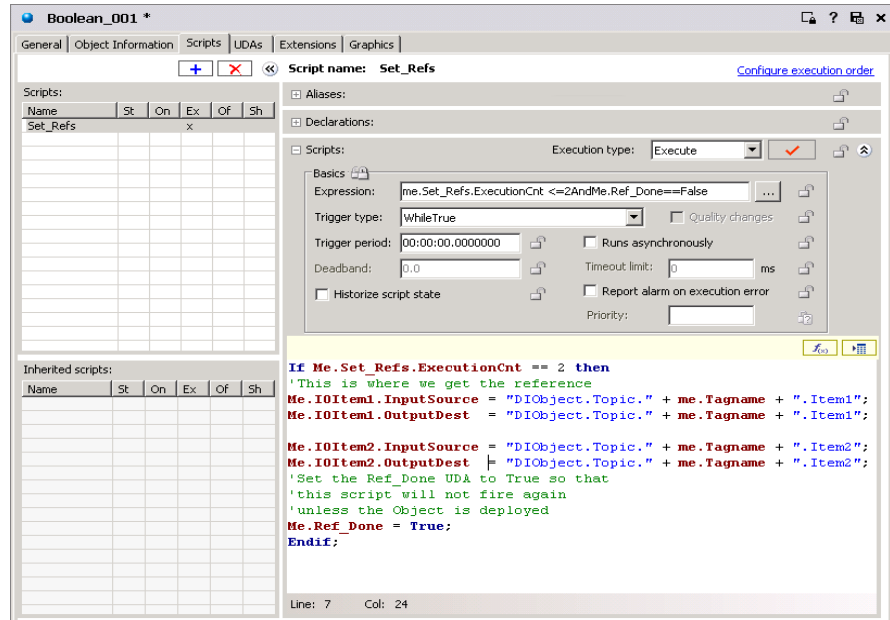 Boolean_001 *
?
General Object Information Scripts UDAs Extensions Graphics
Script name: Set_Refs Configure execution order
Scripts:
Name St On Ex Of Sh
Set_Refs x
Aliases:
Declarations:
Scripts: Execution type: Execute
Basics
Expression: me.Set_Refs.ExecutionCnt <=2AndMe.Ref_Done==False ...
Trigger type: WhileTrue Quality changes
Trigger period: 00:00:00.0000000 Runs asynchronously
Deadband: 0.0 Timeout limit: 0 ms
Historize script state Report alarm on execution error
Priority:
Inherited scripts:
Name St On Ex Of Sh
If Me.Set_Refs.ExecutionCnt == 2 then
'This is where we get the reference
Me.IOItem1.InputSource = "DIObject.Topic." + me.Tagname + ".Item1";
Me.IOItem1.OutputDest = "DIObject.Topic." + me.Tagname + ".Item1";
Me.IOItem2.InputSource = "DIObject.Topic." + me.Tagname + ".Item2";
Me.IOItem2.OutputDest = "DIObject.Topic." + me.Tagname + ".Item2";
'Set the Ref_Done UDA to True so that
'this script will not fire again
'unless the Object is deployed
Me.Ref_Done = True;
Endif;
Line: 7 Col: 24